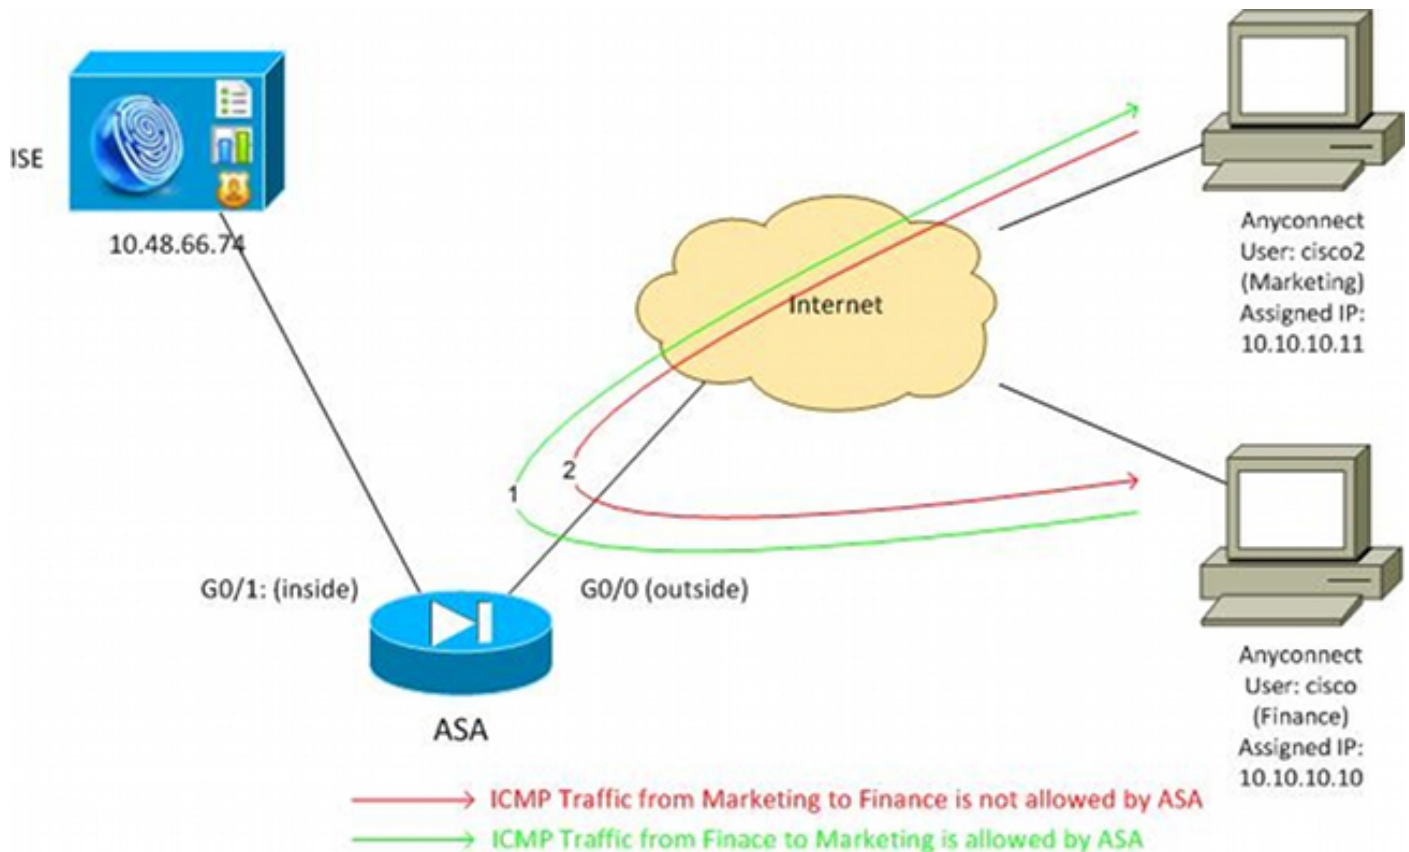 ISE
10.48.66.74
Internet
Anyconnect
User: cisco2
(Marketing)
Assigned IP:
10.10.10.11
1
2
G0/1: (inside)
G0/0 (outside)
ASA
Anyconnect
User: cisco
(Finance)
Assigned IP:
10.10.10.10
ICMP Traffic from Marketing to Finance is not allowed by ASA
ICMP Traffic from Finace to Marketing is allowed by ASA